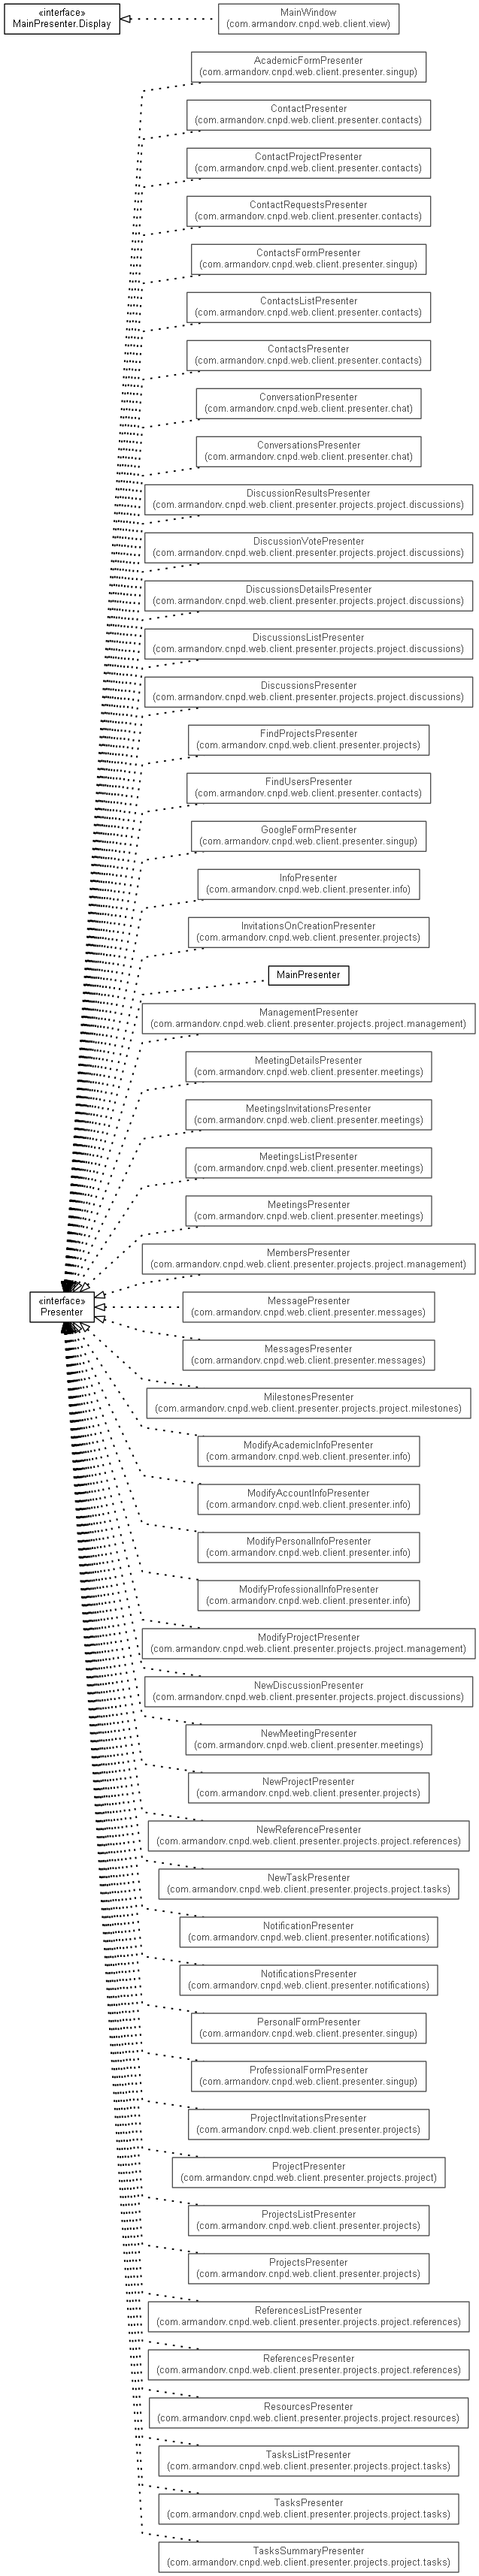 «interface»
MainPresenter.Display
MainWindow
(com.armandorv.cnpd.web.client.view)
AcademicFormPresenter
(com.armandorv.cnpd.web.client.presenter.singup)
ContactPresenter
(com.armandorv.cnpd.web.client.presenter.contacts)
ContactProjectPresenter
(com.armandorv.cnpd.web.client.presenter.contacts)
ContactRequestsPresenter
(com.armandorv.cnpd.web.client.presenter.contacts)
ContactsFormPresenter
(com.armandorv.cnpd.web.client.presenter.singup)
ContactsListPresenter
(com.armandorv.cnpd.web.client.presenter.contacts)
ContactsPresenter
(com.armandorv.cnpd.web.client.presenter.contacts)
ConversationPresenter
(com.armandorv.cnpd.web.client.presenter.chat)
ConversationsPresenter
(com.armandorv.cnpd.web.client.presenter.chat)
DiscussionResultsPresenter
(com.armandorv.cnpd.web.client.presenter.projects.project.discussions)
DiscussionVotePresenter
(com.armandorv.cnpd.web.client.presenter.projects.project.discussions)
DiscussionsDetailsPresenter
(com.armandorv.cnpd.web.client.presenter.projects.project.discussions)
DiscussionsListPresenter
(com.armandorv.cnpd.web.client.presenter.projects.project.discussions)
DiscussionsPresenter
(com.armandorv.cnpd.web.client.presenter.projects.project.discussions)
FindProjectsPresenter
(com.armandorv.cnpd.web.client.presenter.projects)
FindUsersPresenter
(com.armandorv.cnpd.web.client.presenter.contacts)
GoogleFormPresenter
(com.armandorv.cnpd.web.client.presenter.singup)
InfoPresenter
(com.armandorv.cnpd.web.client.presenter.info)
InvitationsOnCreationPresenter
(com.armandorv.cnpd.web.client.presenter.projects)
MainPresenter
ManagementPresenter
(com.armandorv.cnpd.web.client.presenter.projects.project.management)
MeetingDetailsPresenter
(com.armandorv.cnpd.web.client.presenter.meetings)
MeetingsInvitationsPresenter
(com.armandorv.cnpd.web.client.presenter.meetings)
MeetingsListPresenter
(com.armandorv.cnpd.web.client.presenter.meetings)
MeetingsPresenter
(com.armandorv.cnpd.web.client.presenter.meetings)
MembersPresenter
(com.armandorv.cnpd.web.client.presenter.projects.project.management)
«interface»
Presenter
MessagePresenter
(com.armandorv.cnpd.web.client.presenter.messages)
MessagesPresenter
(com.armandorv.cnpd.web.client.presenter.messages)
MilestonesPresenter
(com.armandorv.cnpd.web.client.presenter.projects.project.milestones)
ModifyAcademicInfoPresenter
(com.armandorv.cnpd.web.client.presenter.info)
ModifyAccountInfoPresenter
(com.armandorv.cnpd.web.client.presenter.info)
ModifyPersonalInfoPresenter
(com.armandorv.cnpd.web.client.presenter.info)
ModifyProfessionalInfoPresenter
(com.armandorv.cnpd.web.client.presenter.info)
ModifyProjectPresenter
(com.armandorv.cnpd.web.client.presenter.projects.project.management)
NewDiscussionPresenter
(com.armandorv.cnpd.web.client.presenter.projects.project.discussions)
NewMeetingPresenter
(com.armandorv.cnpd.web.client.presenter.meetings)
NewProjectPresenter
(com.armandorv.cnpd.web.client.presenter.projects)
NewReferencePresenter
(com.armandorv.cnpd.web.client.presenter.projects.project.references)
NewTaskPresenter
(com.armandorv.cnpd.web.client.presenter.projects.project.tasks)
NotificationPresenter
(com.armandorv.cnpd.web.client.presenter.notifications)
NotificationsPresenter
(com.armandorv.cnpd.web.client.presenter.notifications)
PersonalFormPresenter
(com.armandorv.cnpd.web.client.presenter.singup)
ProfessionalFormPresenter
(com.armandorv.cnpd.web.client.presenter.singup)
ProjectInvitationsPresenter
(com.armandorv.cnpd.web.client.presenter.projects)
ProjectPresenter
(com.armandorv.cnpd.web.client.presenter.projects.project)
ProjectsListPresenter
(com.armandorv.cnpd.web.client.presenter.projects)
ProjectsPresenter
(com.armandorv.cnpd.web.client.presenter.projects)
ReferencesListPresenter
(com.armandorv.cnpd.web.client.presenter.projects.project.references)
ReferencesPresenter
(com.armandorv.cnpd.web.client.presenter.projects.project.references)
ResourcesPresenter
(com.armandorv.cnpd.web.client.presenter.projects.project.resources)
TasksListPresenter
(com.armandorv.cnpd.web.client.presenter.projects.project.tasks)
TasksPresenter
(com.armandorv.cnpd.web.client.presenter.projects.project.tasks)
TasksSummaryPresenter
(com.armandorv.cnpd.web.client.presenter.projects.project.tasks)